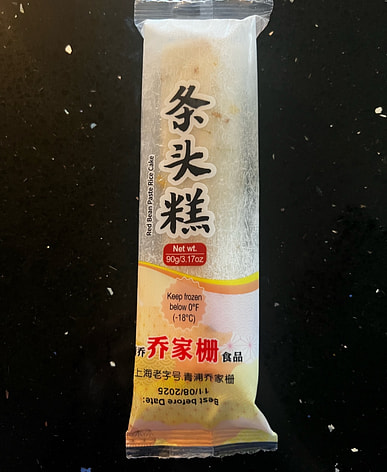 条头糕
Red Bean Paste Rice Cake
Net wt.
90g/3.17oz
Keep frozen
below 0°F
(-18°C)
乔家栅食品
上海老字号.青浦乔家栅
Best before Date:
11/08/2025